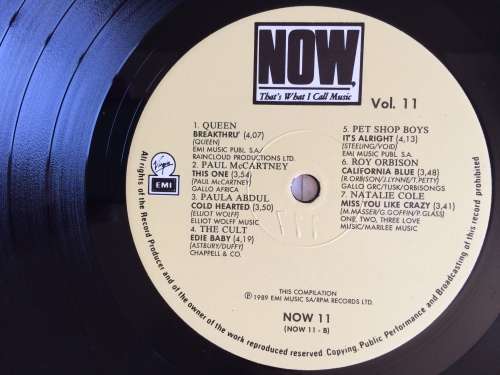 NOW
That's What I Call Music
Vol. 11
1. QUEEN
BREAKTHRU' (4,07)
(QUEEN)
EMI MUSIC PUBL. S.A./
RAINCLOUD PRODUCTIONS LTD.
2. PAUL McCARTNEY
THIS ONE (3,54)
(PAUL McCARTNEY)
GALLO AFRICA
3. PAULA ABDUL
COLD HEARTED (3,50)
(ELLIOT WOLFF)
ELLIOT WOLFF MUSIC
4. THE CULT
EDIE BABY (4,19)
(ASTBURY/DUFFY)
CHAPPELL & CO.
5. PET SHOP BOYS
IT'S ALRIGHT (4,13)
(STEELING/VOID)
EMI MUSIC PUBL. S.A.
6. ROY ORBISON
CALIFORNIA BLUE (3,48)
(R.ORBISON/J.LYNNE/T.PETTY)
GALLO GRC/TUSK/ORBISONGS
7. NATALIE COLE
MISS YOU LIKE CRAZY (3,41)
(M.MASSER/G.GOFFIN/P.GLASS)
ONE, TWO, THREE LOVE
MUSIC/MARILEE MUSIC
Virgin
EMI
THIS COMPILATION
℗ 1989 EMI MUSIC SA/RPM RECORDS LTD.
NOW 11
(NOW 11 - B)
All rights of the Record Producer and of the owner of the work reproduced reserved Copying, Public Performance and Broadcasting of this record prohibited